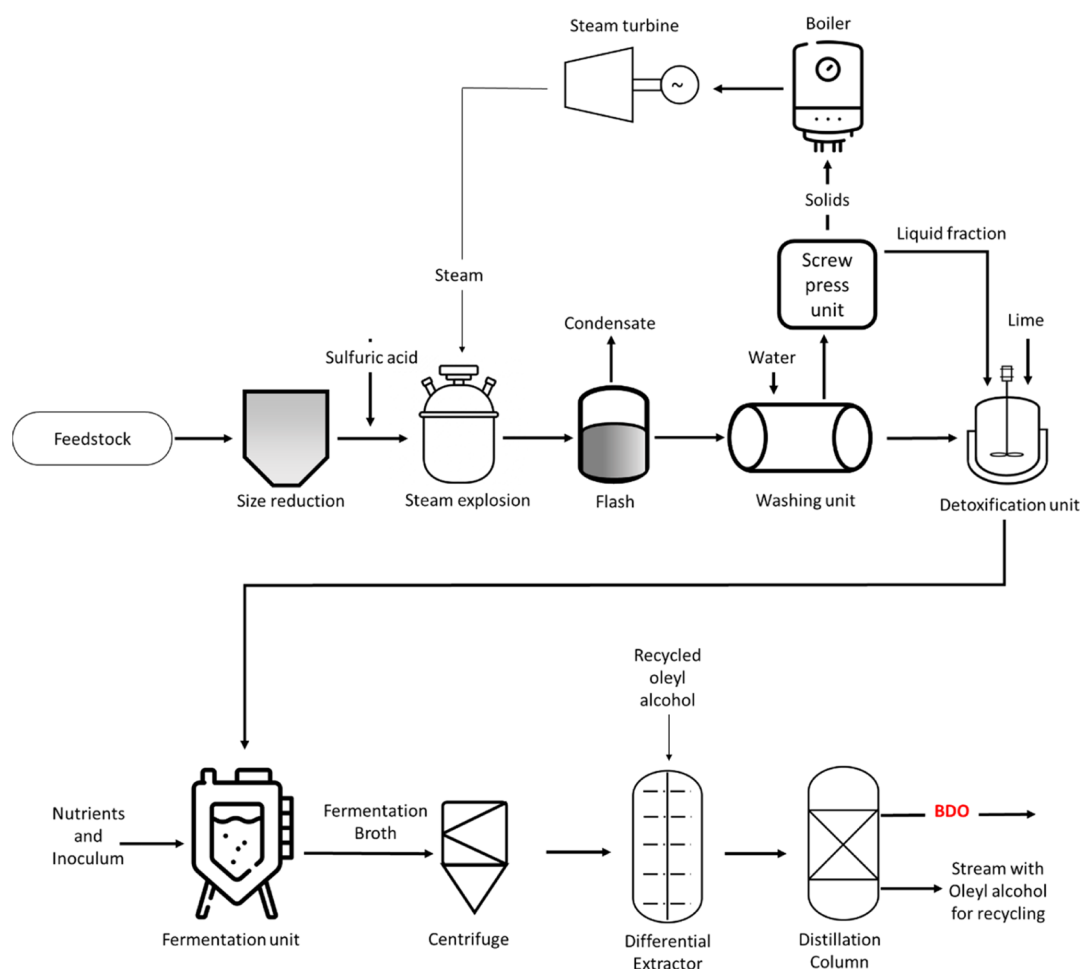 Steam turbine
Boiler
~
Solids
Liquid fraction
Screw
press
unit
Steam
Condensate
Lime
Sulfuric acid
Water
Feedstock
Size reduction
Steam explosion
Flash
Washing unit
Detoxification unit
Recycled
oleyl
alcohol
Nutrients
and
Inoculum
Fermentation
Broth
BDO
Stream with
Oleyl alcohol
for recycling
Fermentation unit
Centrifuge
Differential
Extractor
Distillation
Column